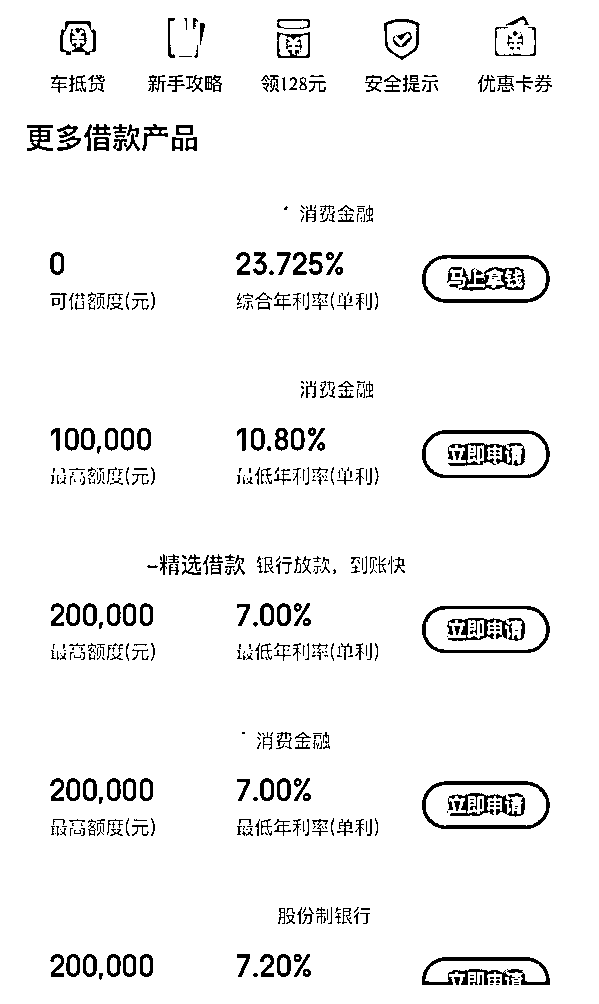 车抵贷 新手攻略 领128元 安全提示 优惠卡券
更多借款产品
消费金融
0 23.725% 马上拿钱
可借额度(元) 综合年利率(单利)
消费金融
100,000 10.80% 立即申请
最高额度(元) 最低年利率(单利)
-精选借款 银行放款，到账快
200,000 7.00% 立即申请
最高额度(元) 最低年利率(单利)
消费金融
200,000 7.00% 立即申请
最高额度(元) 最低年利率(单利)
股份制银行
200,000 7.20% 立即申请